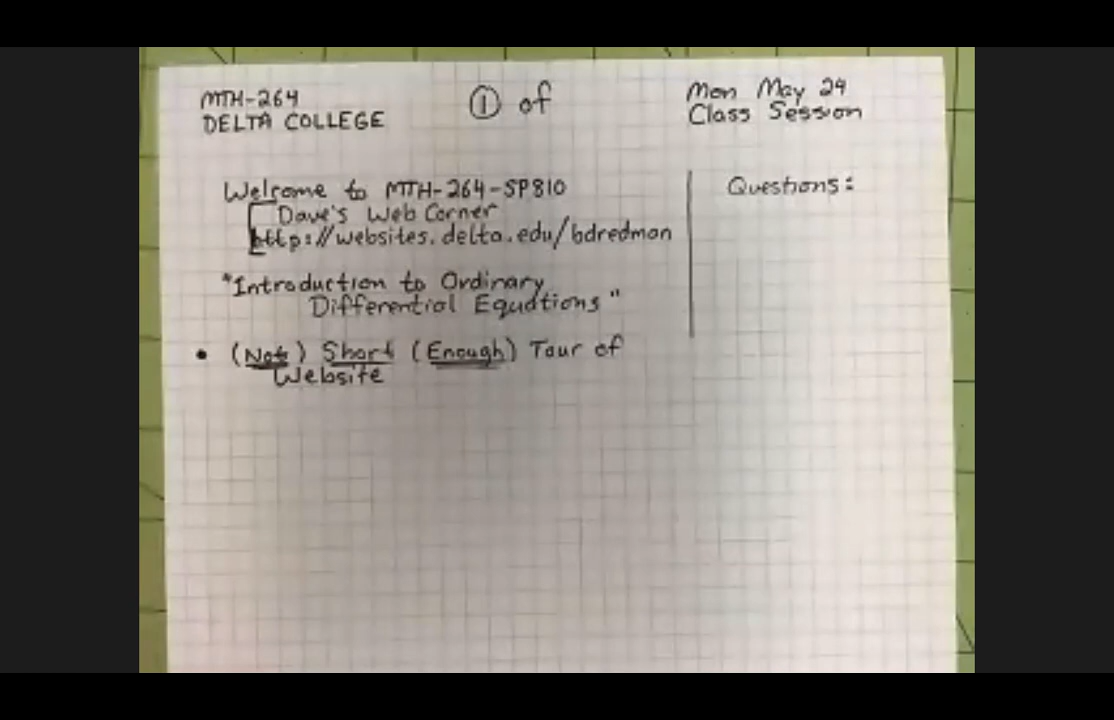 MTH-264
DELTA COLLEGE
① of
Mon May 24
Class Session
Welcome to MTH-264-SP810
Dave's Web Corner
http://websites.delta.edu/bdredman
"Introduction to Ordinary
Differential Equations"
• (Not) Short (Enough) Tour of
Website
Questions: